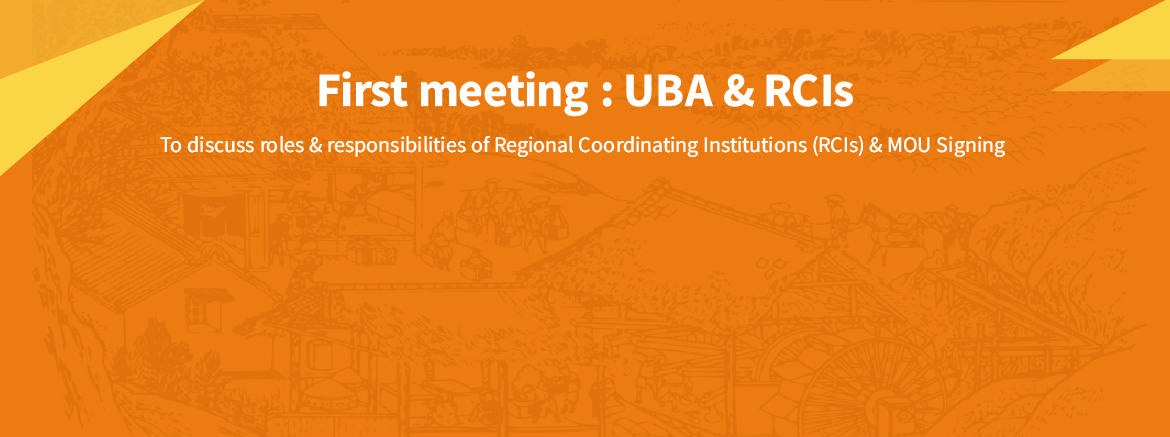 First meeting : UBA & RCIs
To discuss roles & responsibilities of Regional Coordinating Institutions (RCIs) & MOU Signing